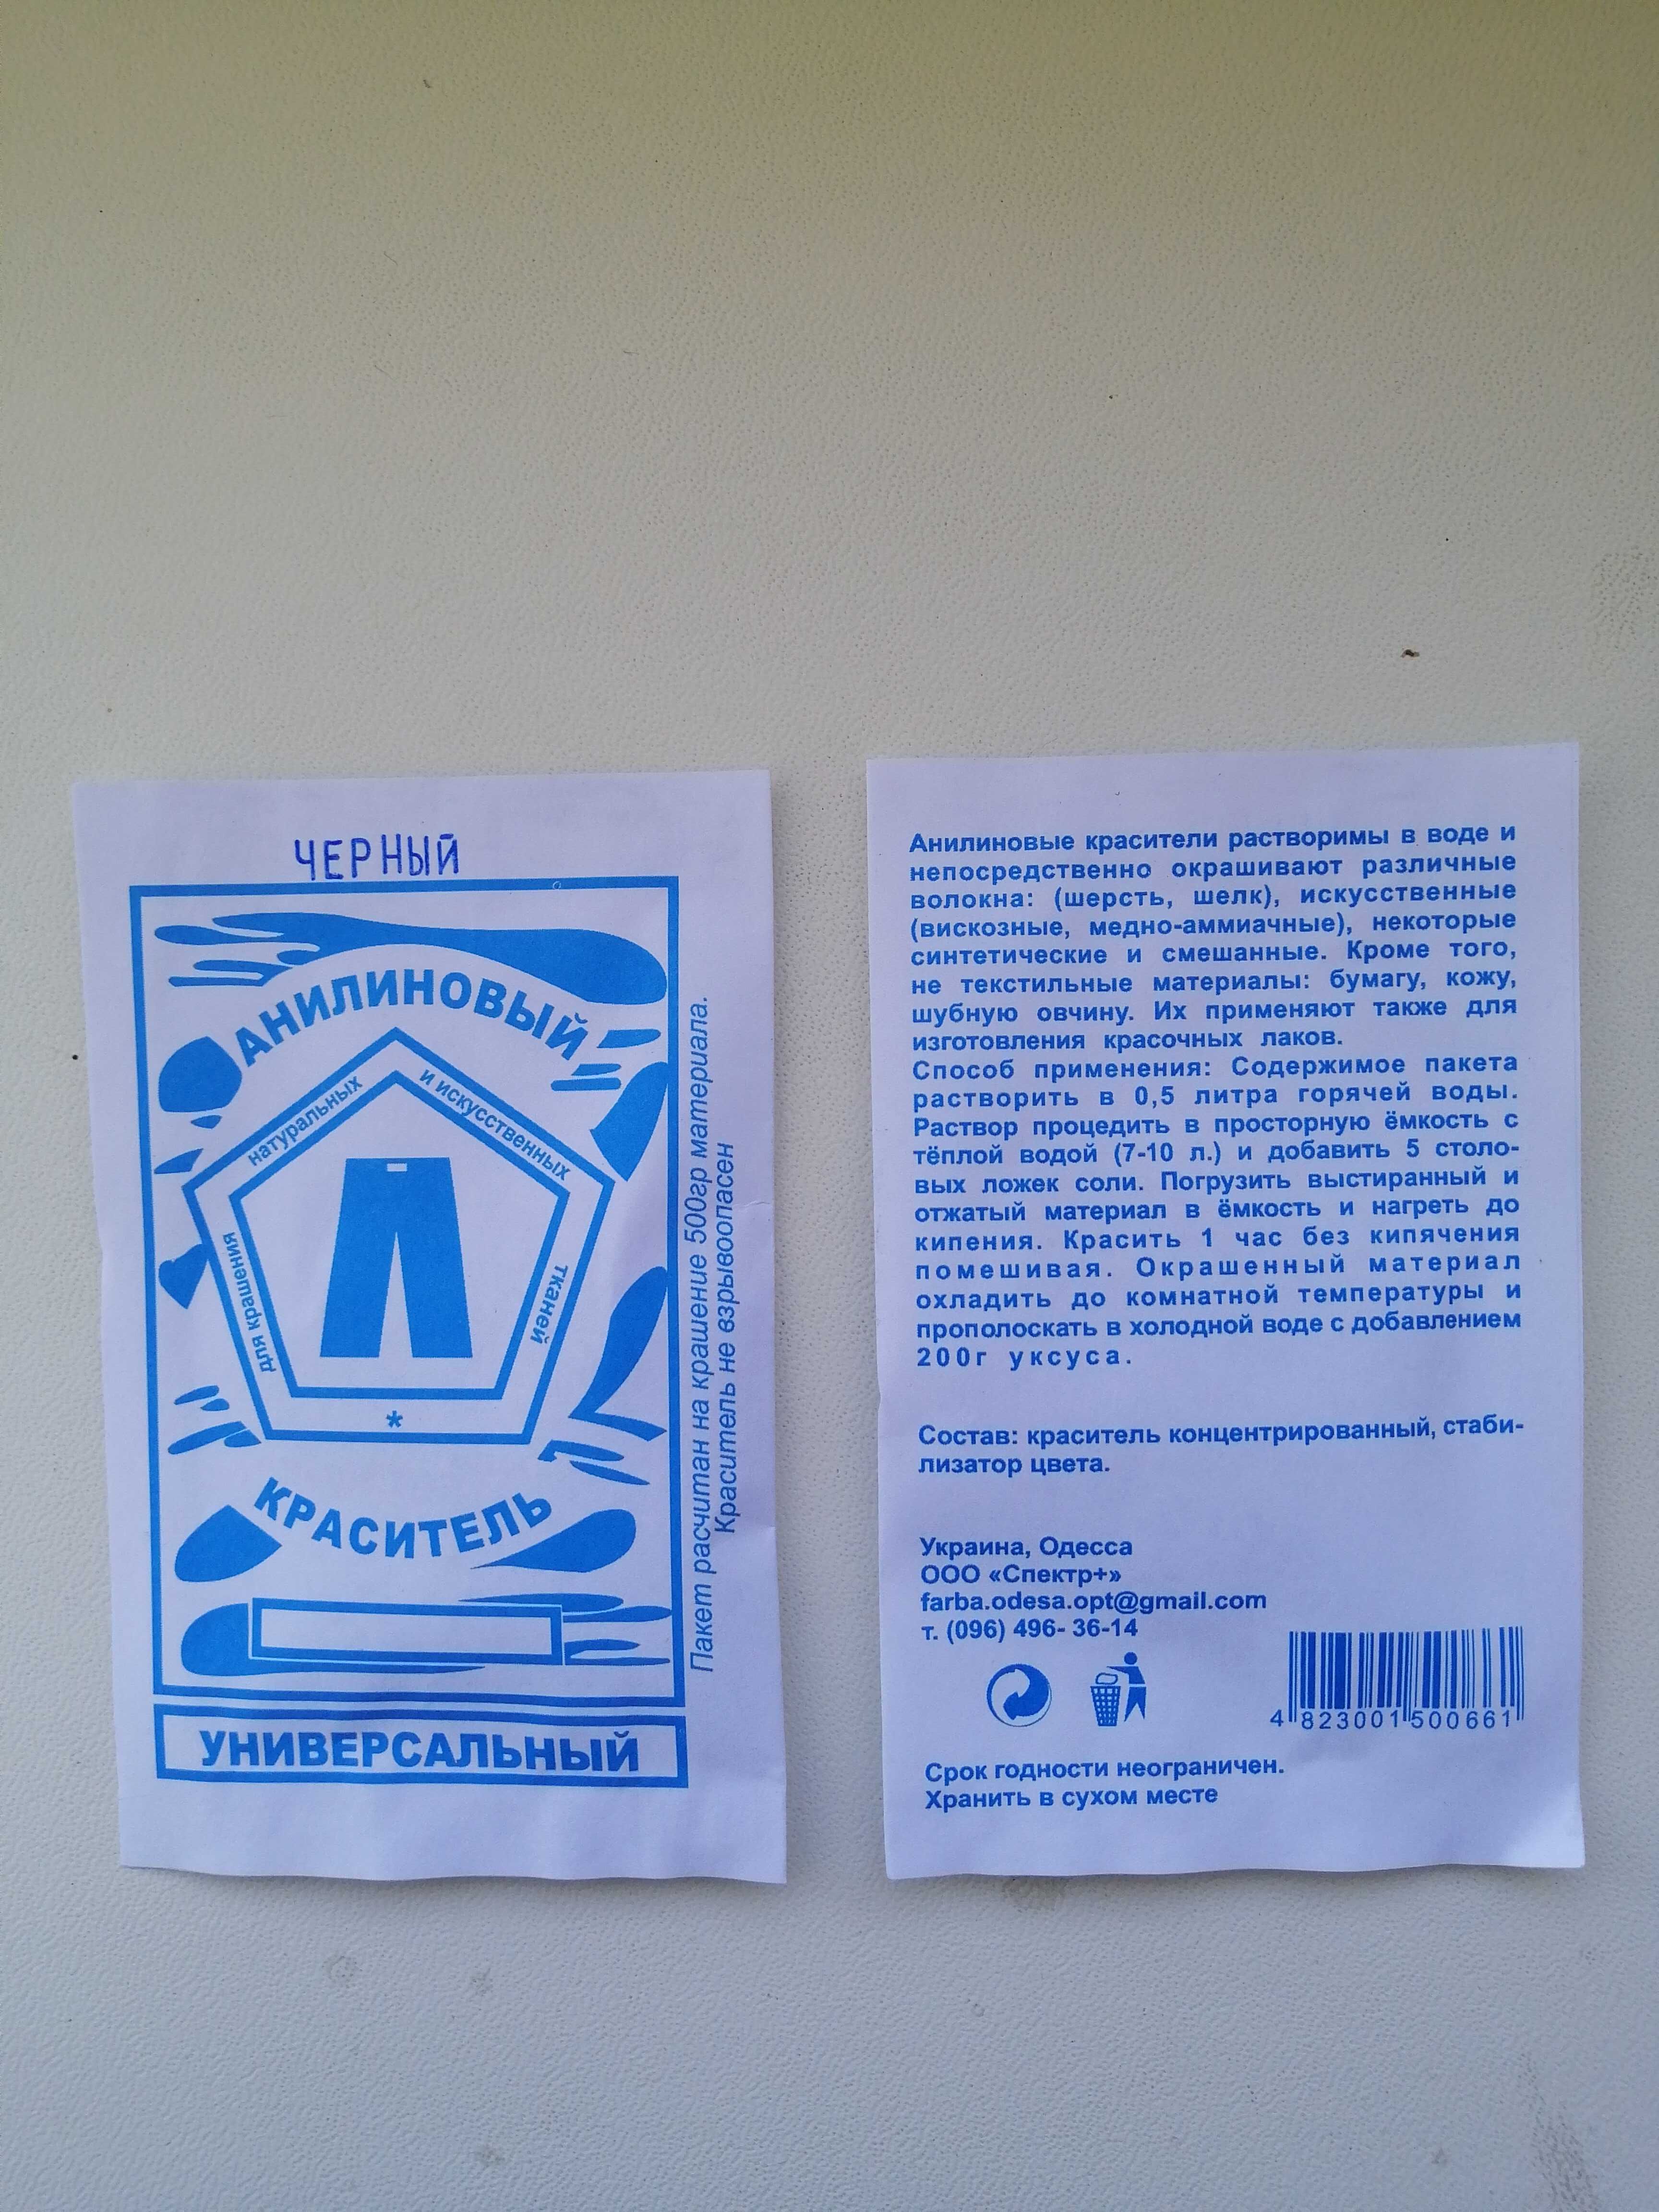 ЧЕРНЫЙ
АНИЛИНОВЫЙ
для крашения
натуральных
и искусственных
тканей
*
КРАСИТЕЛЬ
УНИВЕРСАЛЬНЫЙ
Пакет расчитан на крашение 500гр материала.
Краситель не взрывоопасен
Анилиновые красители растворимы в воде и
непосредственно окрашивают различные
волокна: (шерсть, шелк), искусственные
(вискозные, медно-аммиачные), некоторые
синтетические и смешанные. Кроме того,
не текстильные материалы: бумагу, кожу,
шубную овчину. Их применяют также для
изготовления красочных лаков.
Способ применения: Содержимое пакета
растворить в 0,5 литра горячей воды.
Раствор процедить в просторную ёмкость с
тёплой водой (7-10 л.) и добавить 5 столо-
вых ложек соли. Погрузить выстиранный и
отжатый материал в ёмкость и нагреть до
кипения. Красить 1 час без кипячения
помешивая. Окрашенный материал
охладить до комнатной температуры и
прополоскать в холодной воде с добавлением
200г уксуса.
Состав: краситель концентрированный, стаби-
лизатор цвета.
Украина, Одесса
ООО «Спектр+»
farba.odesa.opt@gmail.com
т. (096) 496- 36-14
4 823001 500661
Срок годности неограничен.
Хранить в сухом месте